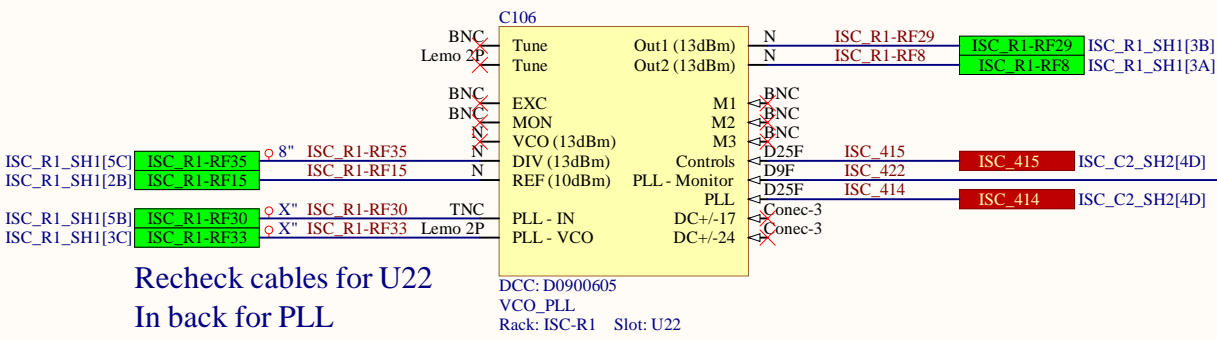 C106
BNC Tune Out1 (13dBm) N ISC_R1-RF29 ISC_R1-RF29 ISC_R1_SH1[3B]
Lemo 2P Tune Out2 (13dBm) N ISC_R1-RF8 ISC_R1-RF8 ISC_R1_SH1[3A]
BNC EXC M1 BNC
BNC MON M2 BNC
N VCO (13dBm) M3 BNC
ISC_R1_SH1[5C] ISC_R1-RF35 8" ISC_R1-RF35 N DIV (13dBm) Controls D25F ISC_415 ISC_415 ISC_C2_SH2[4D]
ISC_R1_SH1[2B] ISC_R1-RF15 ISC_R1-RF15 N REF (10dBm) PLL - Monitor D9F ISC_422
PLL D25F ISC_414 ISC_414 ISC_C2_SH2[4D]
ISC_R1_SH1[5B] ISC_R1-RF30 X" ISC_R1-RF30 TNC PLL - IN DC+/-17 Conec-3
ISC_R1_SH1[3C] ISC_R1-RF33 X" ISC_R1-RF33 Lemo 2P PLL - VCO DC+/-24 Conec-3
Recheck cables for U22
In back for PLL
DCC: D0900605
VCO_PLL
Rack: ISC-R1 Slot: U22